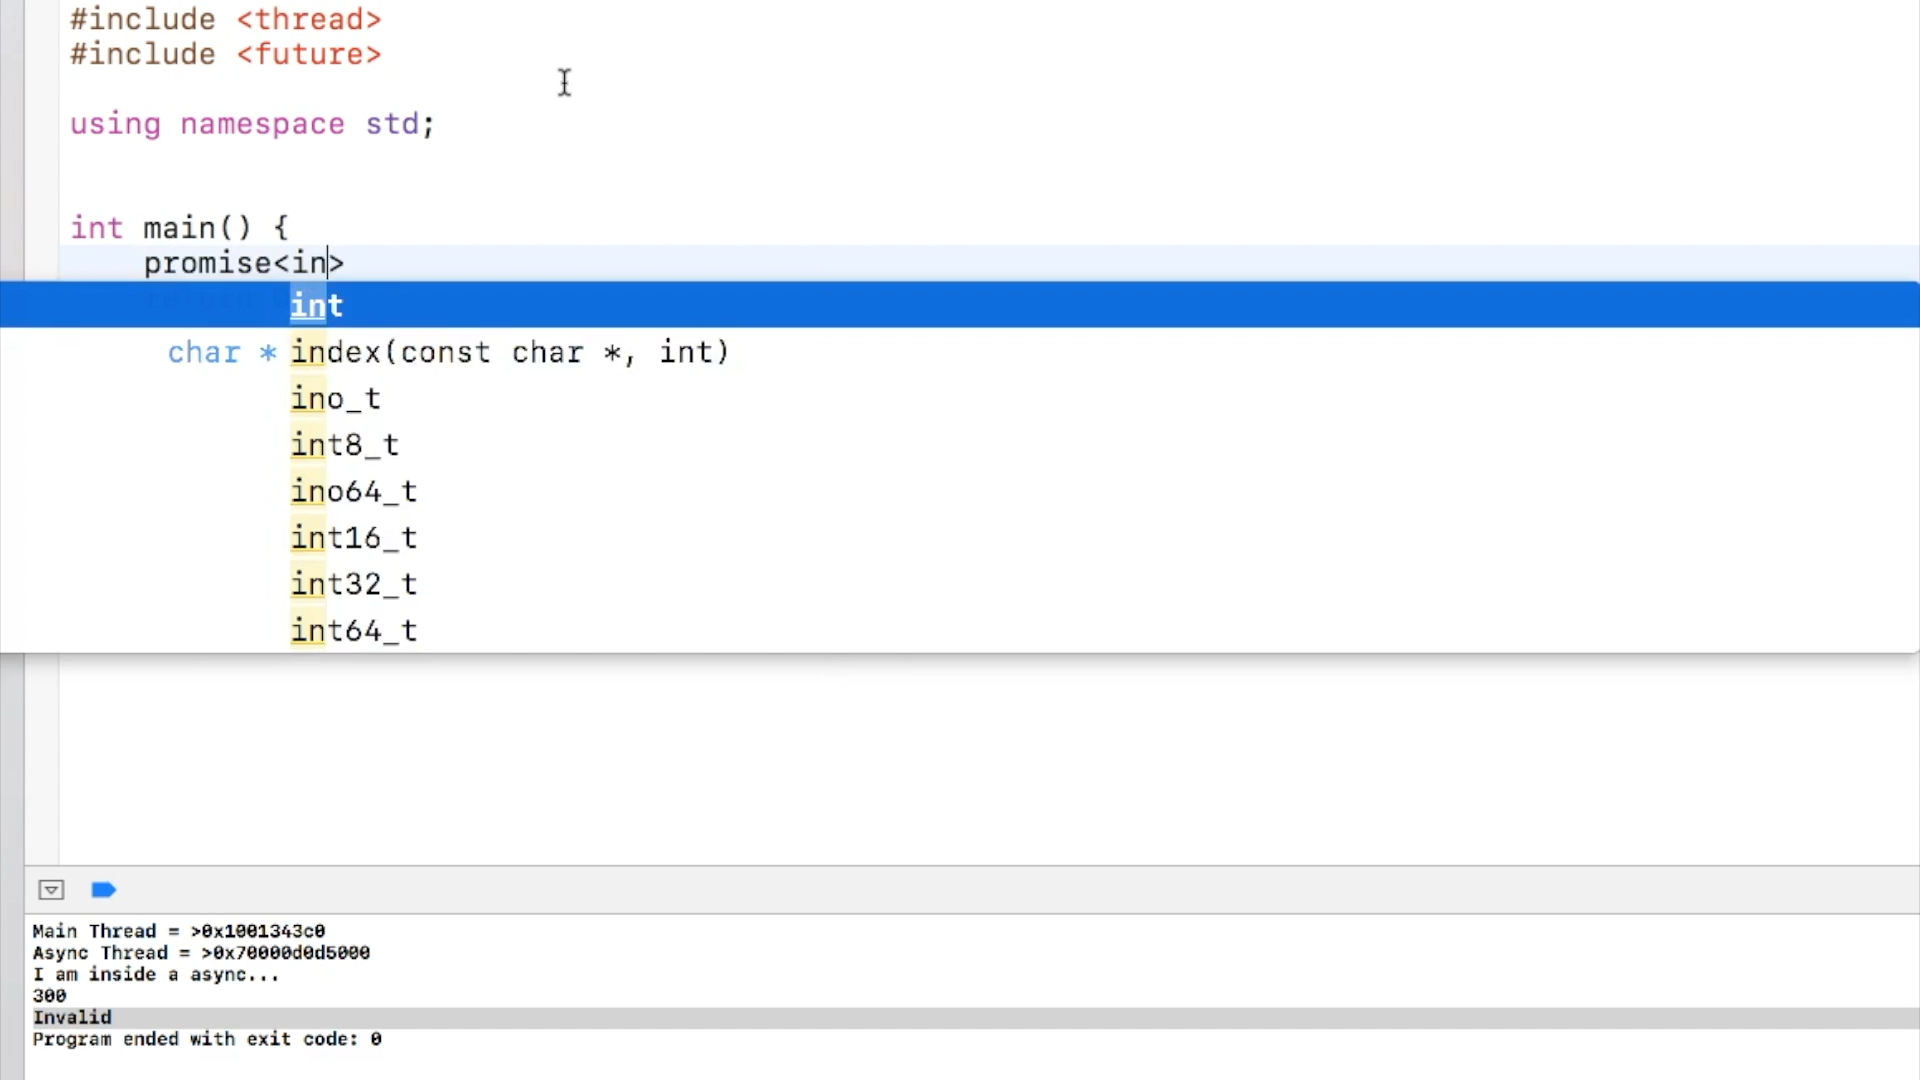 #include <thread>
#include <future>
using namespace std;
int main() {
promise<in>
int
char * index(const char *, int)
ino_t
int8_t
ino64_t
int16_t
int32_t
int64_t
Main Thread = >0x1001343c0
Async Thread = >0x70000d0d5000
I am inside a async...
300
Invalid
Program ended with exit code: 0